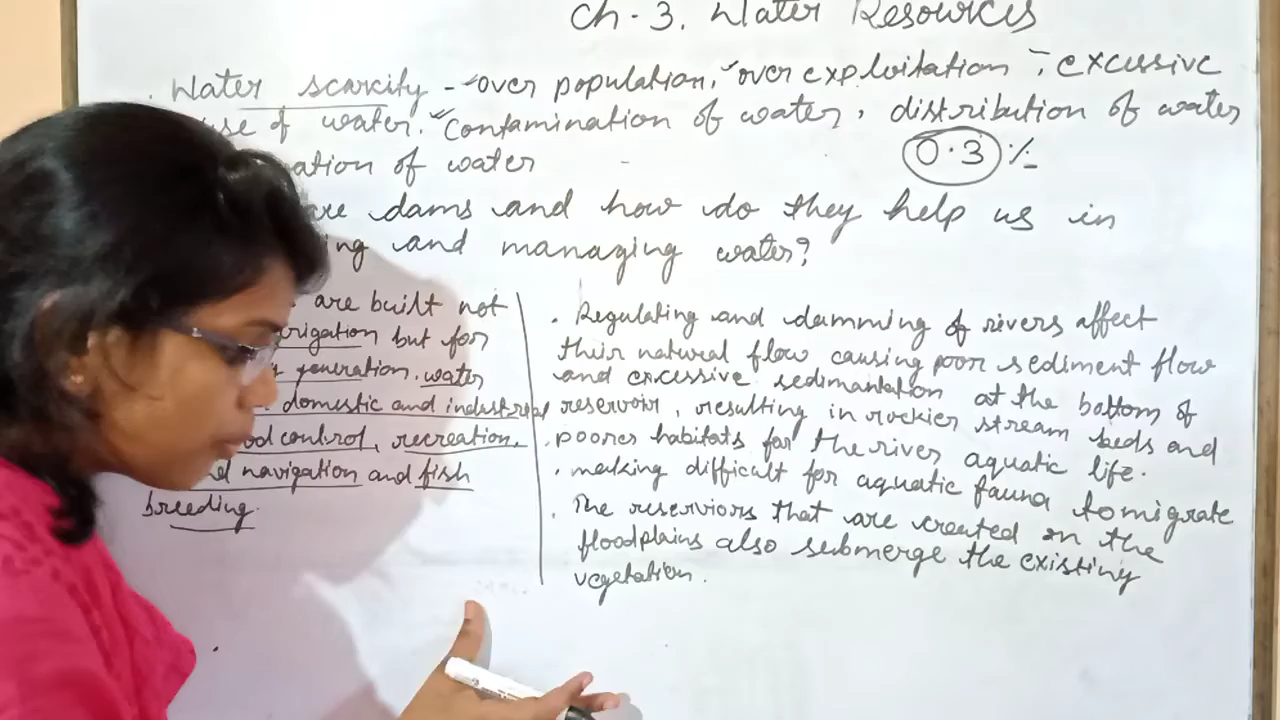 Ch - 3. Water Resources
. Water scarcity - over population, over exploitation, excessive
use of water. Contamination of water, distribution of water
ation of water 0.3 %
are dams and how do they help us in
ing and managing water?
are built not
rrigation but for
generation. water
domestic and industrial
od control, recreation.
navigation and fish
breeding.
. Regulating and damming of rivers affect
their natural flow causing poor sediment flow
and excessive sedimantation at the bottom of
reservoir, resulting in rockier stream beds and
. poorer habitats for the river aquatic life.
. making difficult for aquatic fauna to migrate
. The reserviors that are created on the
floodplains also submerge the existing
vegetation.